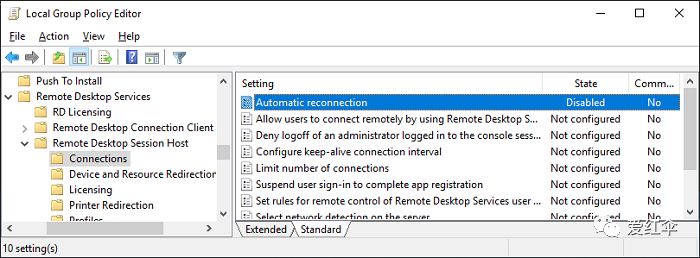 Local Group Policy Editor
File Action View Help
Push To Install
Remote Desktop Services
RD Licensing
Remote Desktop Connection Client
Remote Desktop Session Host
Connections
Device and Resource Redirection
Licensing
Printer Redirection
Profiles
Setting State Comm...
Automatic reconnection Disabled No
Allow users to connect remotely by using Remote Desktop S... Not configured No
Deny logoff of an administrator logged in to the console sess... Not configured No
Configure keep-alive connection interval Not configured No
Limit number of connections Not configured No
Suspend user sign-in to complete app registration Not configured No
Set rules for remote control of Remote Desktop Services user ... Not configured No
Select network detection on the server Not configured No
Extended Standard
10 setting(s)
爱红伞